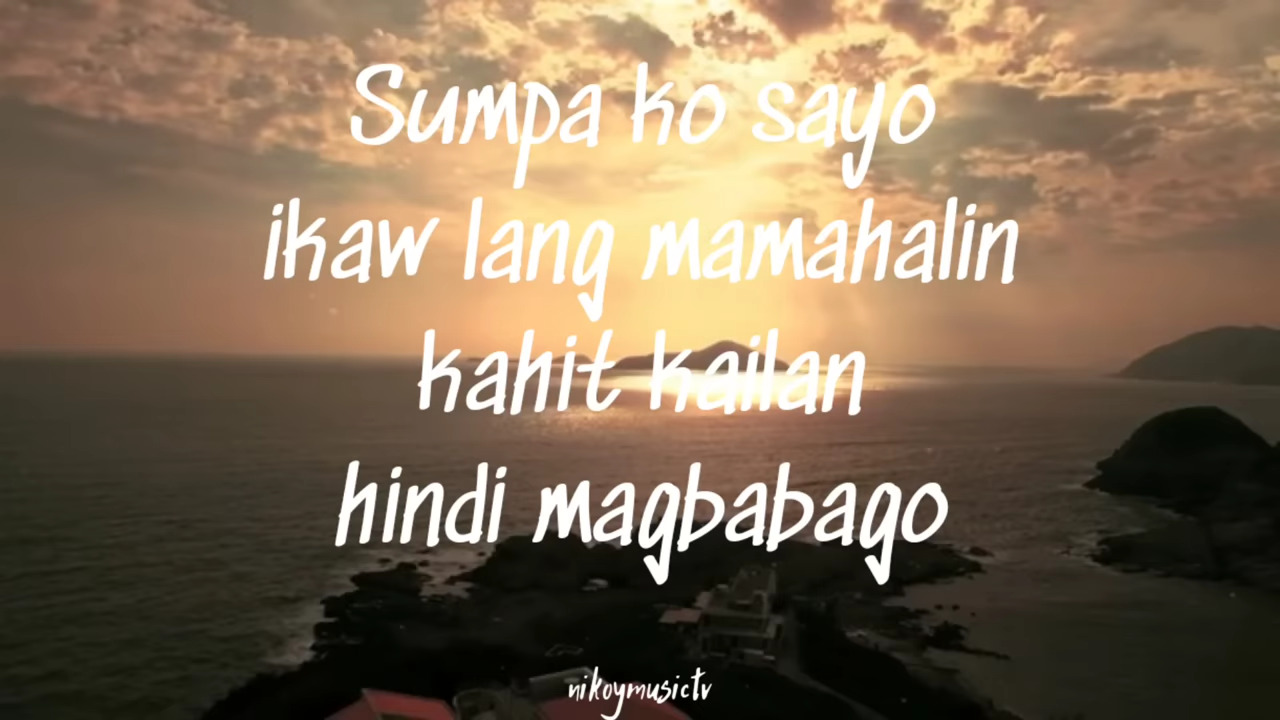 Sumpa ko sayo
ikaw lang mamahalin
kahit kailan
hindi magbabago
nikoymusictv